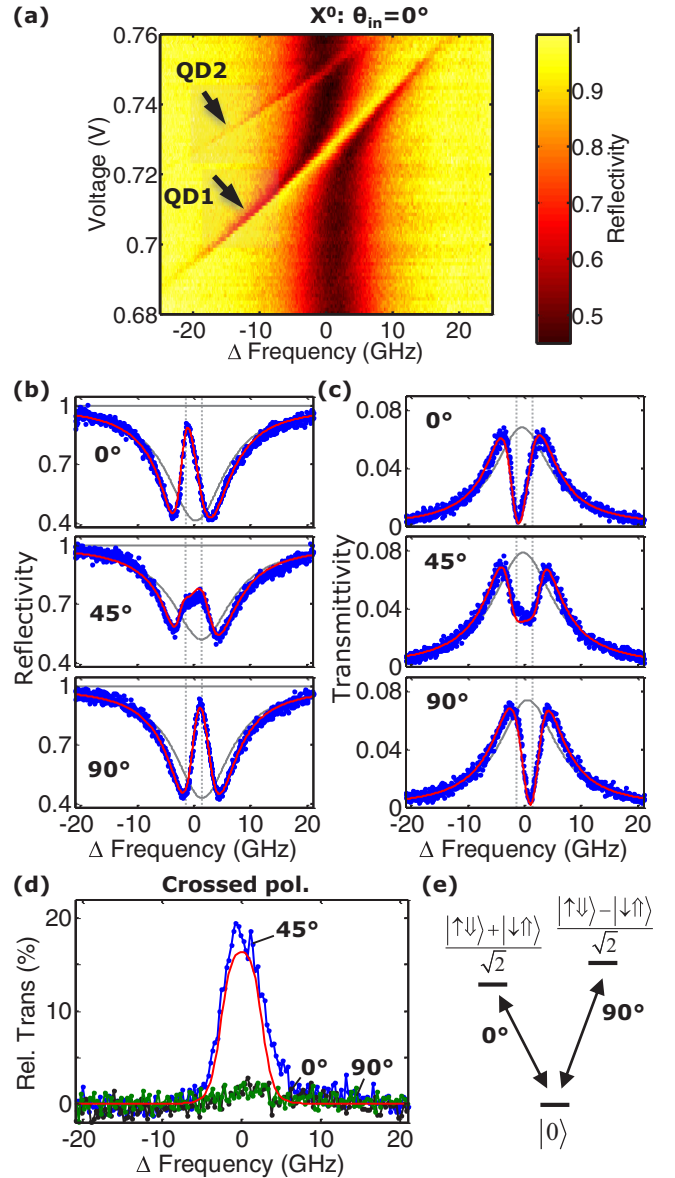 (a) X⁰: θin=0°
0.76
0.74
0.72
0.7
0.68
Voltage (V)
QD2
QD1
-20 -10 0 10 20
Δ Frequency (GHz)
1
0.9
0.8
0.7
0.6
0.5
Reflectivity
(b)
1
0.7
0.4
0°
1
0.7
0.4
45°
1
0.7
0.4
90°
Reflectivity
-20 -10 0 10 20
Δ Frequency (GHz)
(c)
0.08
0.04
0
0°
0.08
0.04
0
45°
0.08
0.04
0
90°
Transmittivity
-20 -10 0 10 20
Δ Frequency (GHz)
(d) Crossed pol.
20
15
10
5
0
Rel. Trans (%)
45°
0° 90°
-20 -10 0 10 20
Δ Frequency (GHz)
(e)
|↑⇓⟩+|↓⇑⟩
√2
|↑⇓⟩−|↓⇑⟩
√2
0°
90°
|0⟩